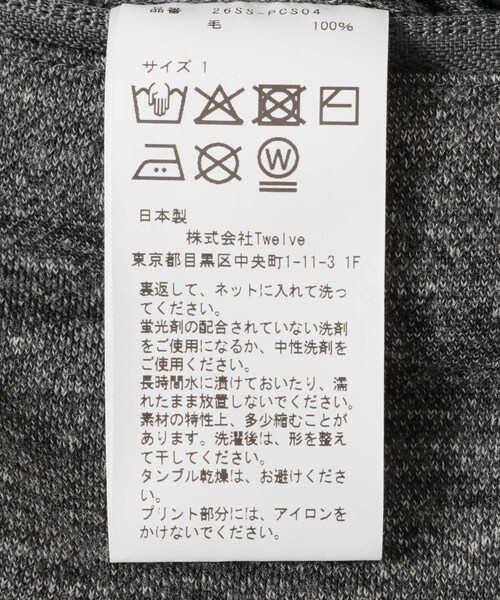 品番 26SS-PCS04
毛 100%
サイズ 1
W
日本製
株式会社Twelve
東京都目黒区中央町1-11-3 1F
裏返して、ネットに入れて洗っ
てください。
蛍光剤の配合されていない洗剤
をご使用になるか、中性洗剤を
ご使用ください。
長時間水に漬けておいたり、濡
れたまま放置しないでください。
素材の特性上、多少縮むことが
あります。洗濯後は、形を整え
て干してください。
タンブル乾燥は、お避けくださ
い。
プリント部分には、アイロンを
かけないでください。